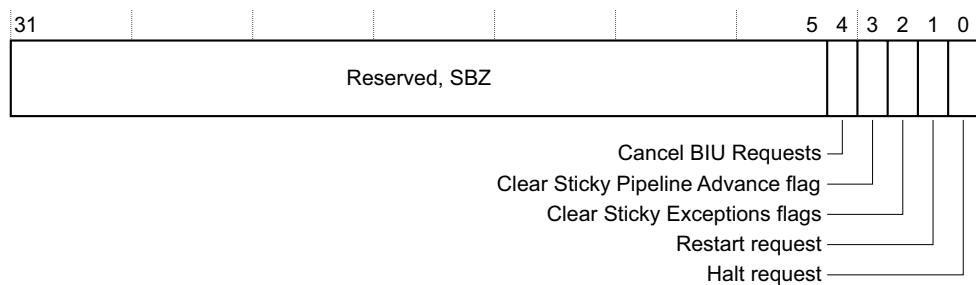 31 5 4 3 2 1 0
Reserved, SBZ
Cancel BIU Requests
Clear Sticky Pipeline Advance flag
Clear Sticky Exceptions flags
Restart request
Halt request